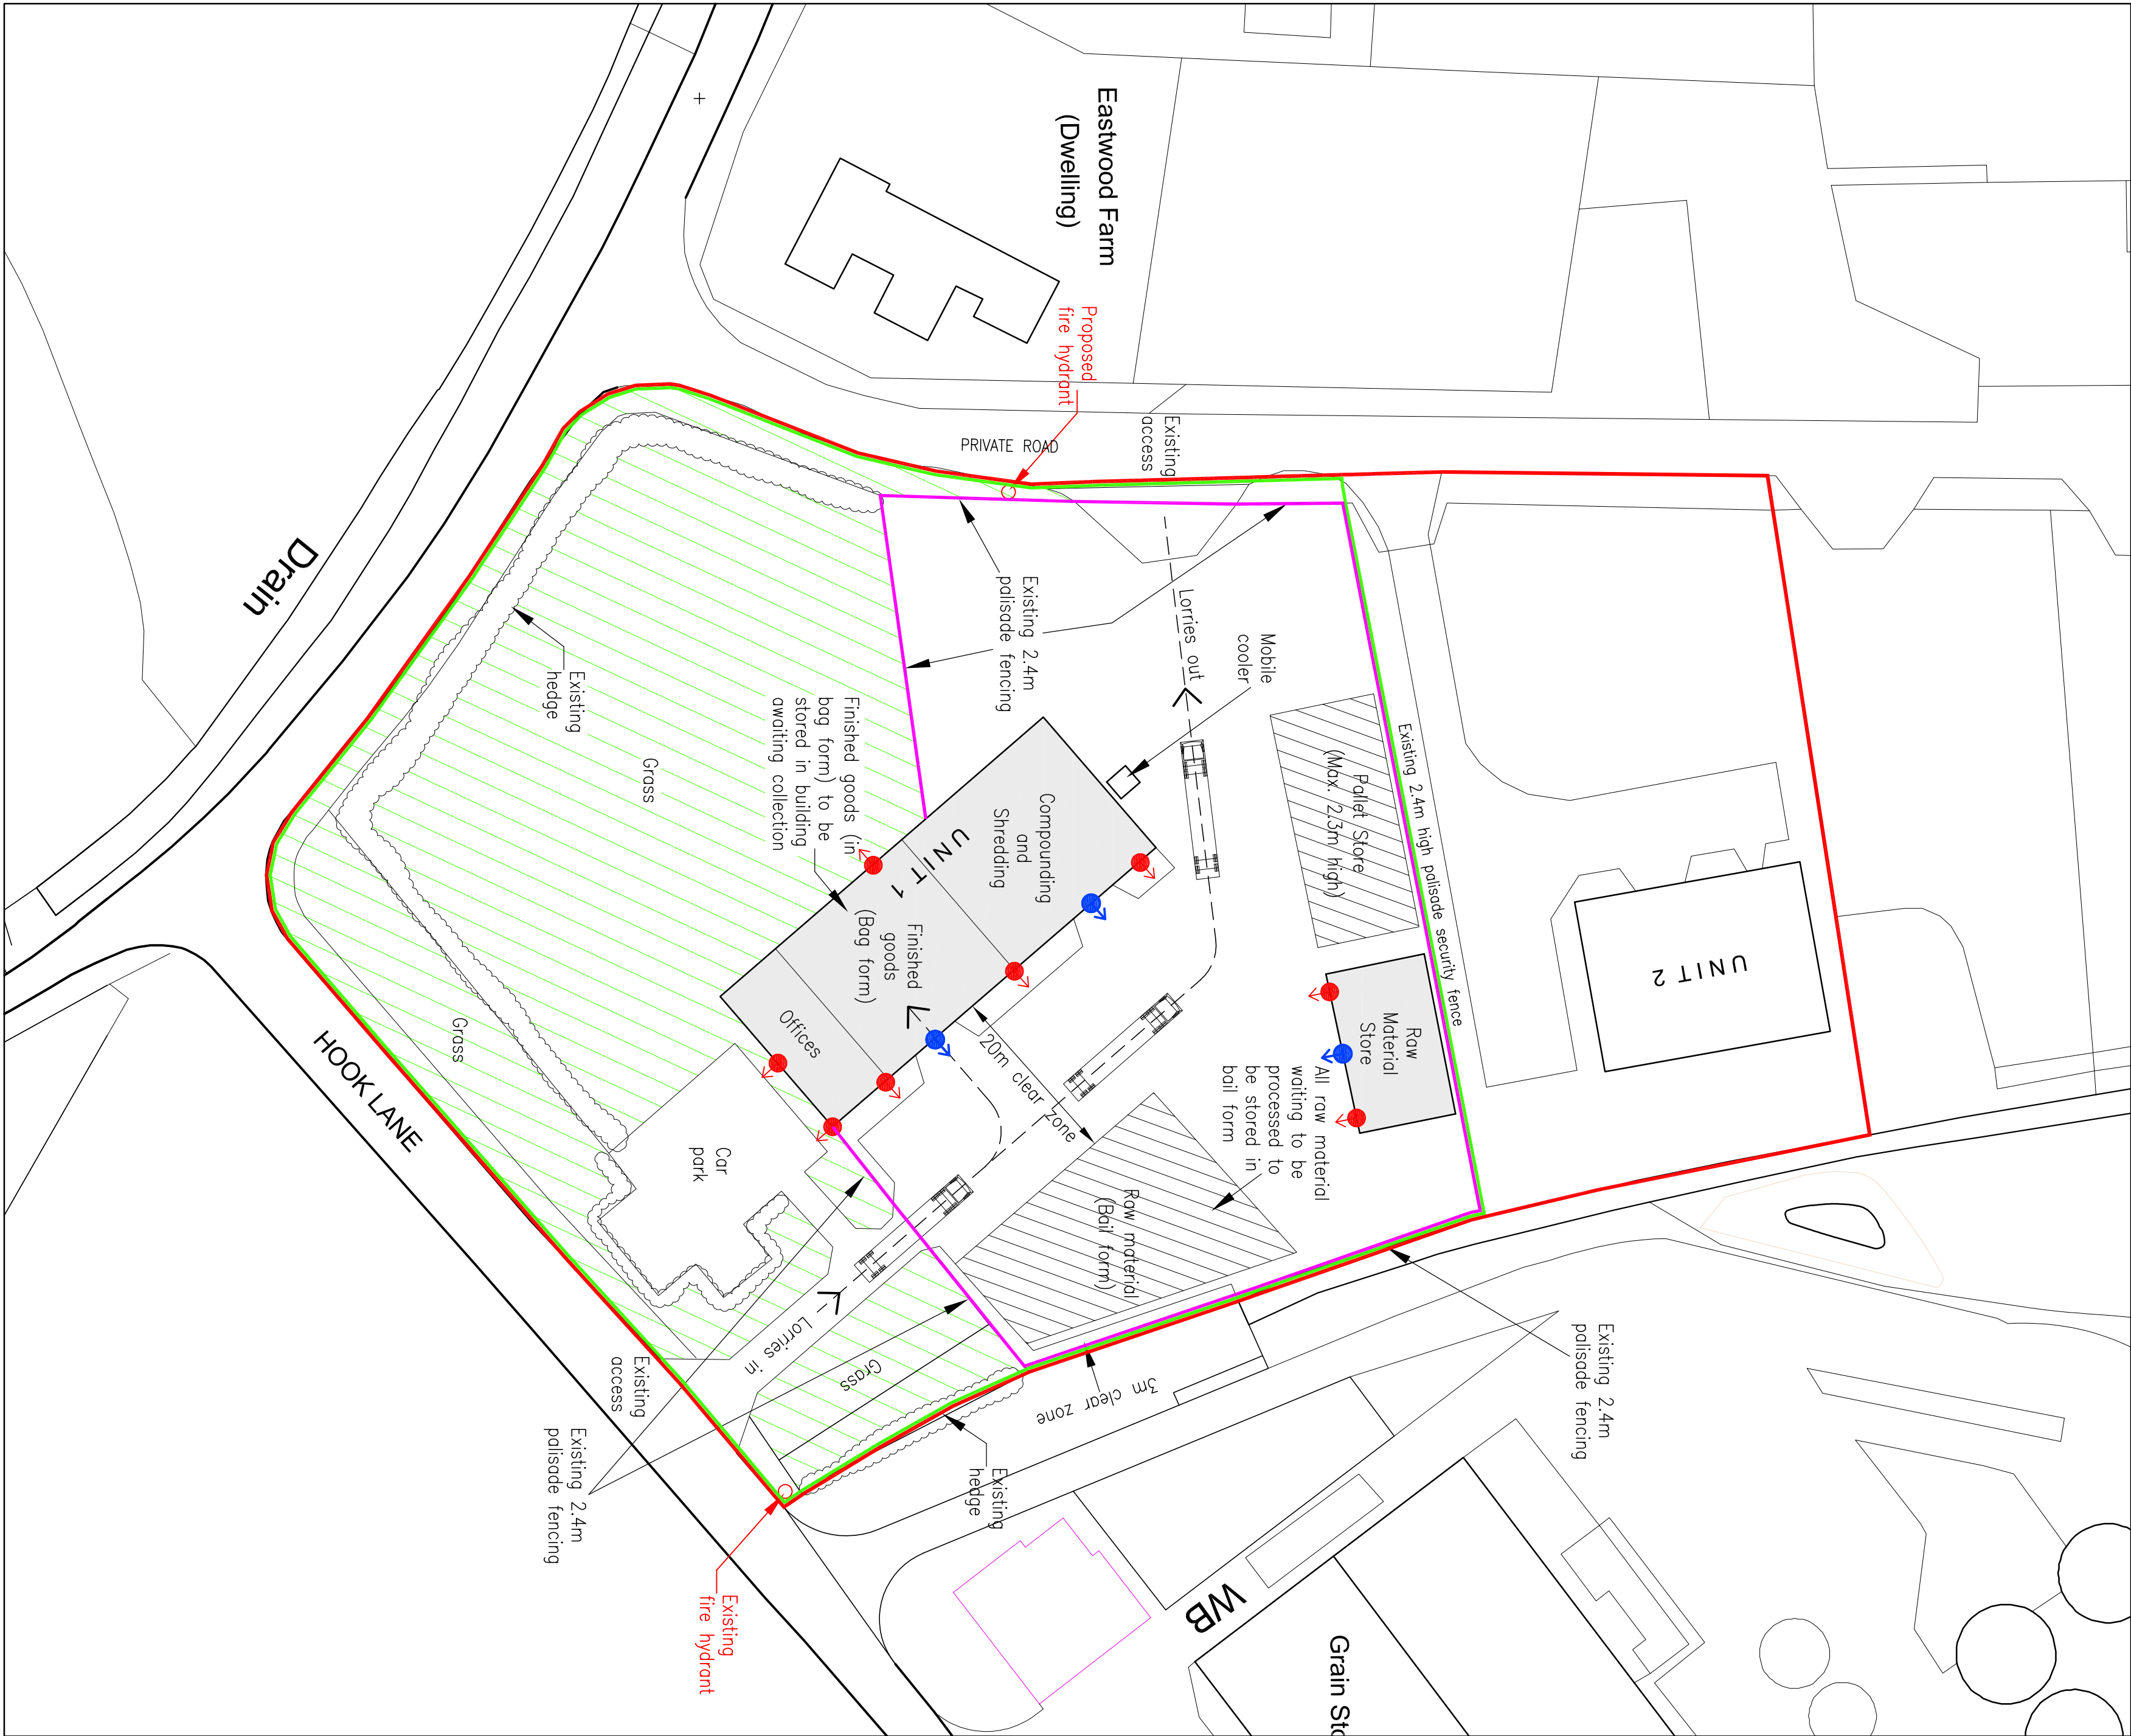 Eastwood Farm
(Dwelling)
Proposed
fire hydrant
PRIVATE ROAD
Existing
access
Drain
Existing
hedge
Grass
Grass
HOOK LANE
Existing 2.4m
palisade fencing
Lorries out
Mobile
cooler
Pallet Store
(Max. 2.3m high)
Existing 2.4m high palisade security fence
UNIT 2
UNIT 1
Compounding
and
Shredding
Finished goods (in
bag form) to be
stored in building
awaiting collection
Finished
goods
(Bag form)
Offices
20m clear zone
Raw
Material
Store
All raw material
waiting to be
processed to
be stored in
bail form
Raw material
(Bail form)
Car
park
Lorries in
Grass
3m clear zone
Existing
access
Existing 2.4m
palisade fencing
Existing
hedge
Existing
fire hydrant
Existing 2.4m
palisade fencing
WB
Grain Sto